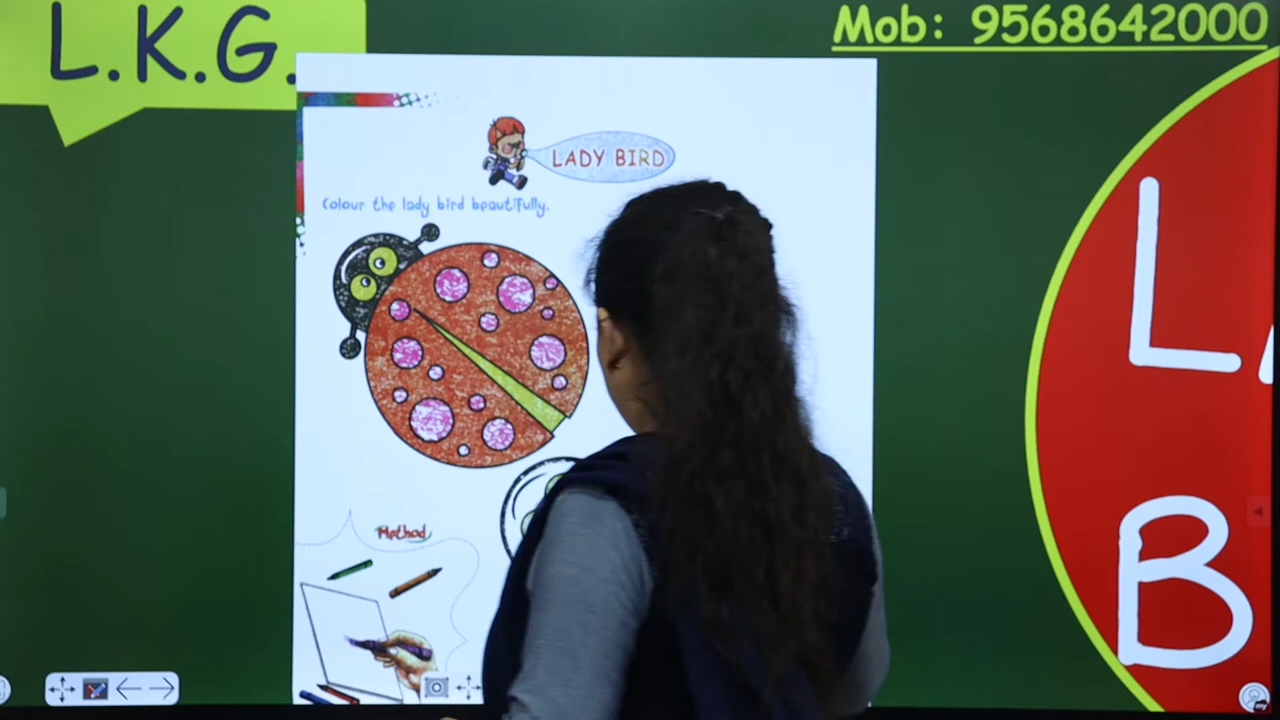 L.K.G.
Mob: 9568642000
LADY BIRD
Colour the lady bird beautifully.
L
B
Method